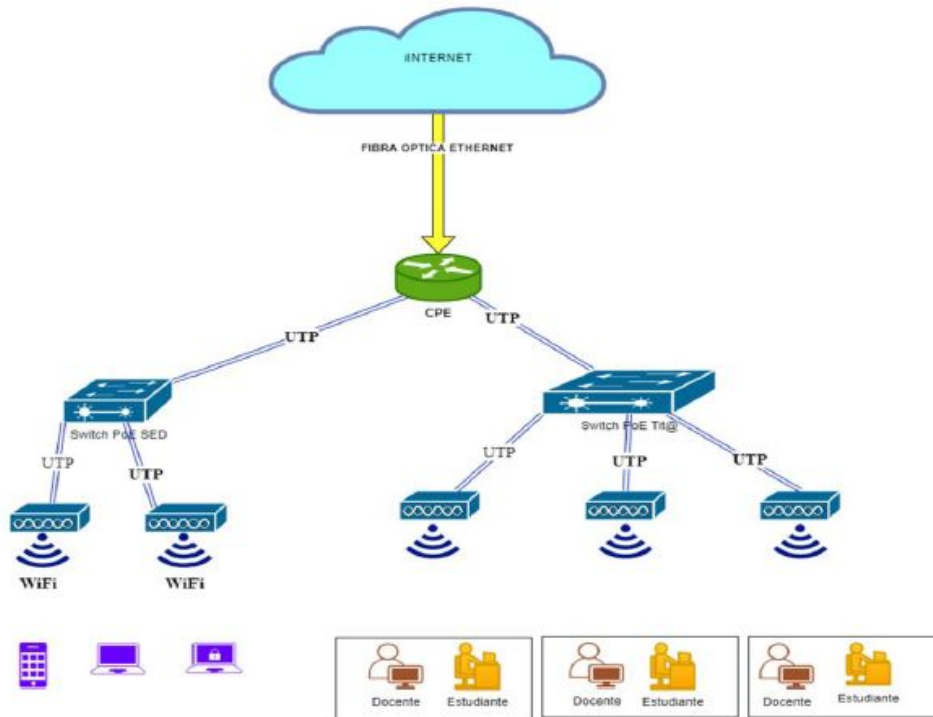 iINTERNET
FIBRA OPTICA ETHERNET
CPE
UTP
UTP
Switch PoE SED
Switch PoE Tit@
UTP
UTP
UTP
UTP
UTP
WiFi
WiFi
Docente
Estudiante
Docente
Estudiante
Docente
Estudiante